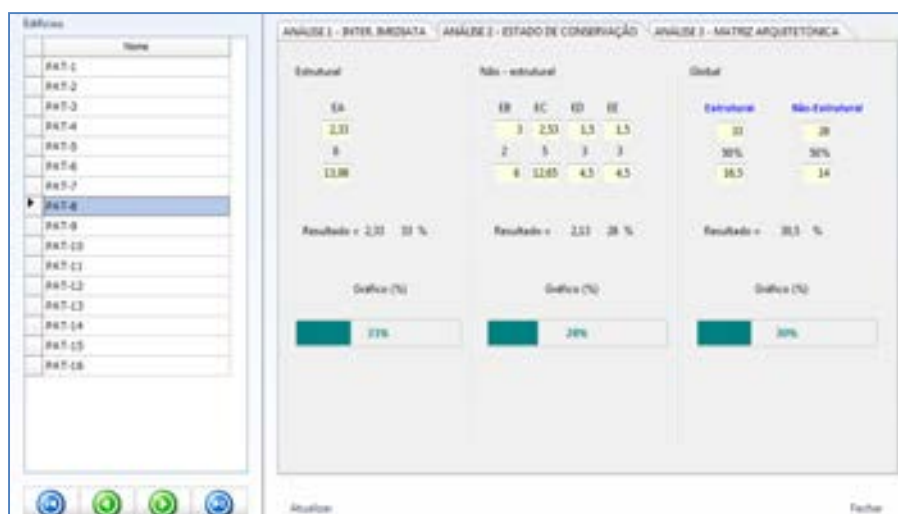 Edifícios
Nome
PAT-1
PAT-2
PAT-3
PAT-4
PAT-5
PAT-6
PAT-7
PAT-8
PAT-9
PAT-10
PAT-11
PAT-12
PAT-13
PAT-14
PAT-15
PAT-16
ANÁLISE 1 - INTER. IMEDIATA ANÁLISE 2 - ESTADO DE CONSERVAÇÃO ANÁLISE 3 - MATRIZ ARQUITETÔNICA
Estrutural Não - estrutural Global
EA EB EC ED EE Estrutural Não-Estrutural
2,33 3 2,53 1,5 1,5 33 28
6 2 5 3 3 50% 50%
13,98 6 12,65 4,5 4,5 16,5 14
Resultado = 2,33 33 % Resultado = 2,13 28 % Resultado = 30,5 %
Gráfico (%) Gráfico (%) Gráfico (%)
33% 28% 30%
Atualizar Fechar